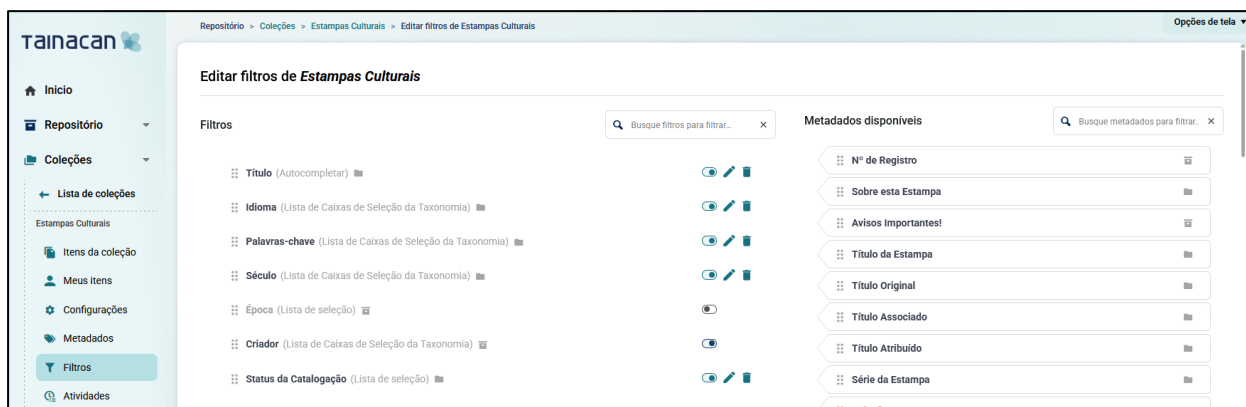 Repositório > Coleções > Estampas Culturais > Editar filtros de Estampas Culturais
Opções de tela
Tainacan
Inicio
Repositório
Coleções
Lista de coleções
Estampas Culturais
Itens da coleção
Meus itens
Configurações
Metadados
Filtros
Atividades
Editar filtros de Estampas Culturais
Filtros
Busque filtros para filtrar...
Título (Autocompletar)
Idioma (Lista de Caixas de Seleção da Taxonomia)
Palavras-chave (Lista de Caixas de Seleção da Taxonomia)
Século (Lista de Caixas de Seleção da Taxonomia)
Época (Lista de seleção)
Criador (Lista de Caixas de Seleção da Taxonomia)
Status da Catalogação (Lista de seleção)
Metadados disponíveis
Busque metadados para filtrar.
Nº de Registro
Sobre esta Estampa
Avisos Importantes!
Título da Estampa
Título Original
Título Associado
Título Atribuído
Série da Estampa